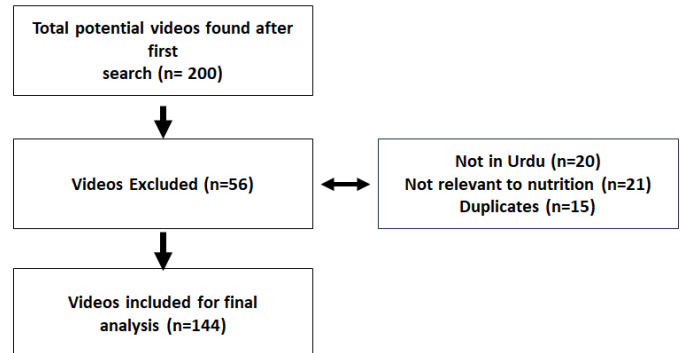 Total potential videos found after
first
search (n= 200)
Videos Excluded (n=56)
Not in Urdu (n=20)
Not relevant to nutrition (n=21)
Duplicates (n=15)
Videos included for final
analysis (n=144)